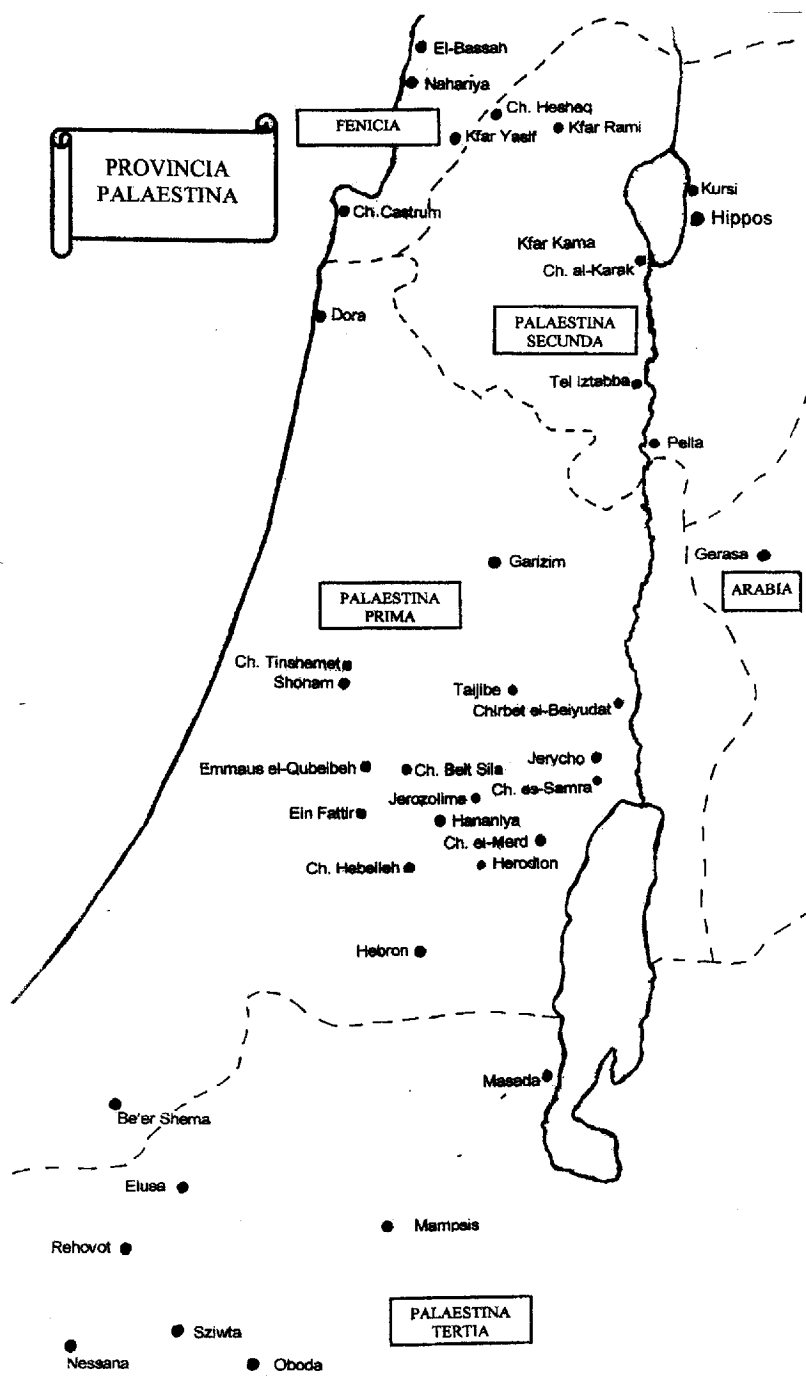 El-Bassah
Nahariya
Ch. Hesheq
FENICIA
Kfar Yasif
Kfar Rami
PROVINCIA
PALAESTINA
Kursi
Ch. Castrum
Hippos
Kfar Kama
Ch. al-Karak
Dora
PALAESTINA
SECUNDA
Tel Iztabba
Pella
Garizim
Gerasa
ARABIA
PALAESTINA
PRIMA
Ch. Tinshemet
Shonam
Taijibe
Chirbet el-Beiyudat
Jerycho
Emmaus el-Qubeibeh
Ch. Beit Sila
Ch. es-Samra
Jerozolima
Ein Fattir
Hananiya
Ch. el-Merd
Ch. Hebeileh
Herodion
Hebron
Masada
Be'er Shema
Elusa
Mampsis
Rehovot
PALAESTINA
TERTIA
Sziwta
Nessana
Oboda